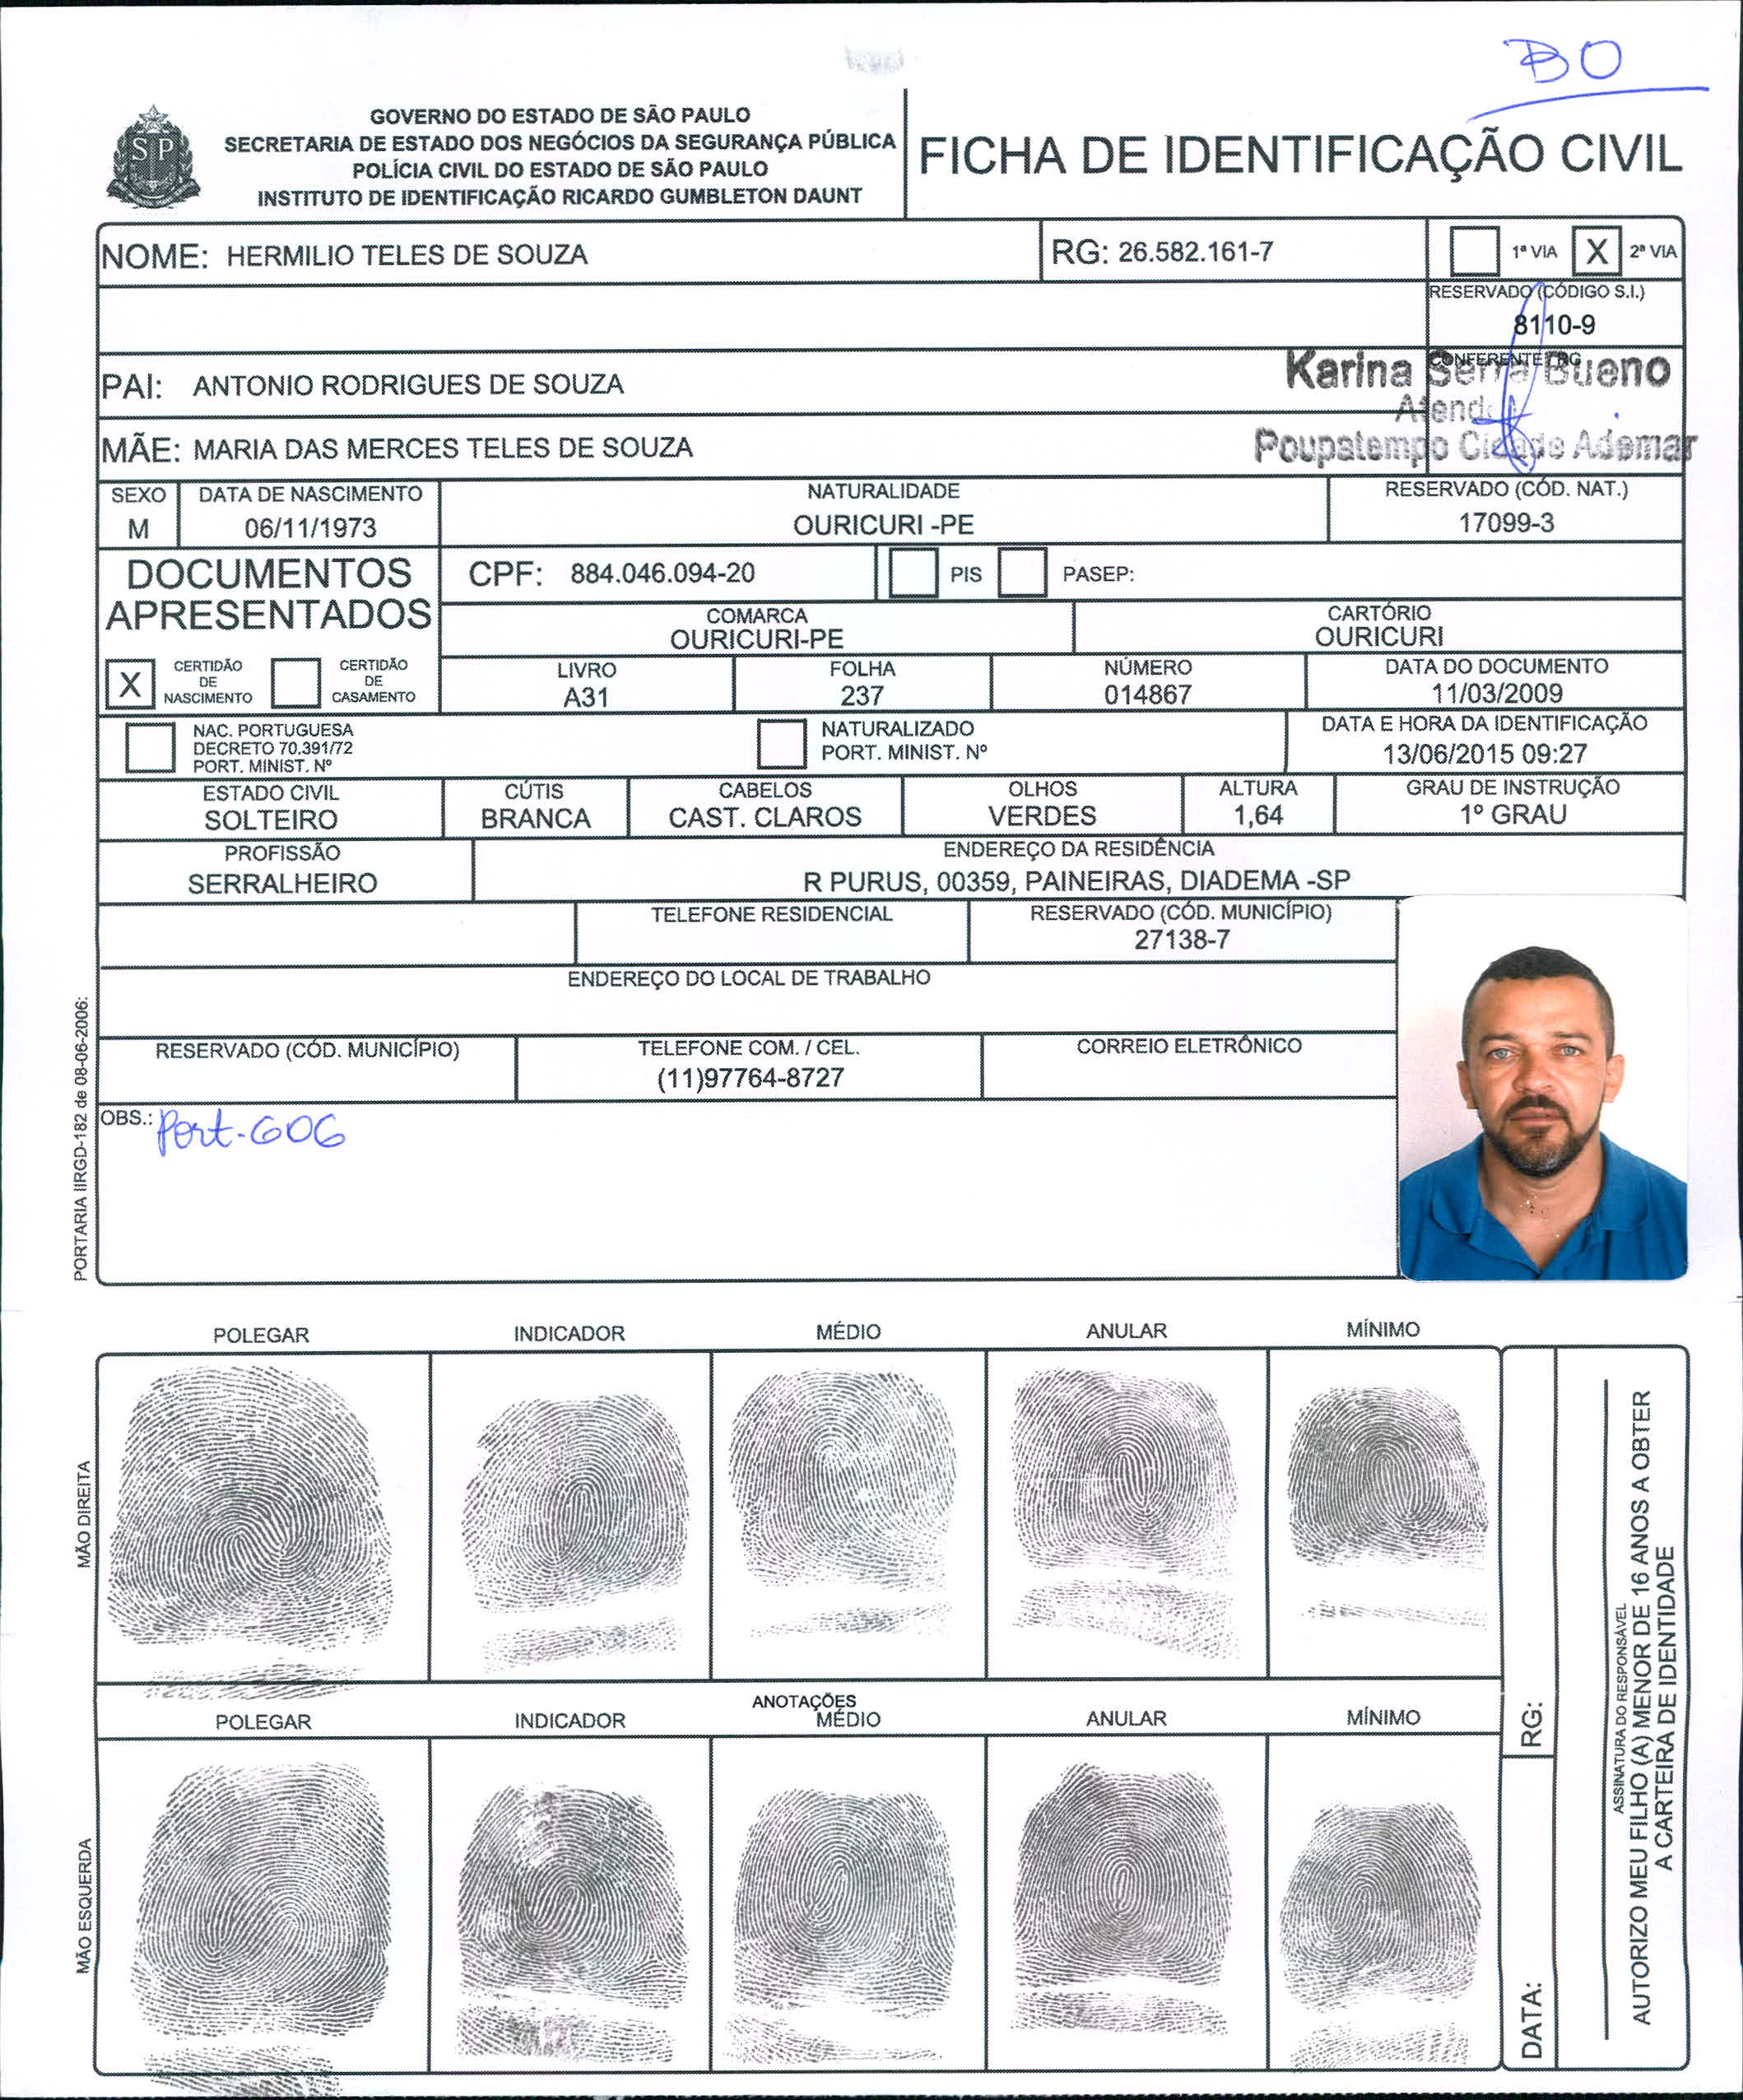 BO
GOVERNO DO ESTADO DE SÃO PAULO
SECRETARIA DE ESTADO DOS NEGÓCIOS DA SEGURANÇA PÚBLICA
POLÍCIA CIVIL DO ESTADO DE SÃO PAULO
INSTITUTO DE IDENTIFICAÇÃO RICARDO GUMBLETON DAUNT
SP
FICHA DE IDENTIFICAÇÃO CIVIL
NOME: HERMILIO TELES DE SOUZA
RG: 26.582.161-7
1ª VIA X 2ª VIA
RESERVADO (CÓDIGO S.I.)
8110-9
PAI: ANTONIO RODRIGUES DE SOUZA
CONFERENTE RG
Karina Serra Bueno
Poupatempo Cidade Ademar
MÃE: MARIA DAS MERCES TELES DE SOUZA
SEXO
M
DATA DE NASCIMENTO
06/11/1973
NATURALIDADE
OURICURI -PE
RESERVADO (CÓD. NAT.)
17099-3
DOCUMENTOS
APRESENTADOS
CPF: 884.046.094-20
PIS
PASEP:
COMARCA
OURICURI-PE
CARTÓRIO
OURICURI
X CERTIDÃO
DE
NASCIMENTO
CERTIDÃO
DE
CASAMENTO
LIVRO
A31
FOLHA
237
NÚMERO
014867
DATA DO DOCUMENTO
11/03/2009
NAC. PORTUGUESA
DECRETO 70.391/72
PORT. MINIST. Nº
NATURALIZADO
PORT. MINIST. Nº
DATA E HORA DA IDENTIFICAÇÃO
13/06/2015 09:27
ESTADO CIVIL
SOLTEIRO
CÚTIS
BRANCA
CABELOS
CAST. CLAROS
OLHOS
VERDES
ALTURA
1,64
GRAU DE INSTRUÇÃO
1º GRAU
PROFISSÃO
SERRALHEIRO
ENDEREÇO DA RESIDÊNCIA
R PURUS, 00359, PAINEIRAS, DIADEMA -SP
TELEFONE RESIDENCIAL
RESERVADO (CÓD. MUNICÍPIO)
27138-7
ENDEREÇO DO LOCAL DE TRABALHO
RESERVADO (CÓD. MUNICÍPIO)
TELEFONE COM. / CEL.
(11)97764-8727
CORREIO ELETRÔNICO
OBS.: Port-606
PORTARIA IIRGD-182 de 08-06-2006:
POLEGAR INDICADOR MÉDIO ANULAR MÍNIMO
MÃO DIREITA
ANOTAÇÕES
POLEGAR INDICADOR MÉDIO ANULAR MÍNIMO
MÃO ESQUERDA
RG:
DATA:
ASSINATURA DO RESPONSÁVEL
AUTORIZO MEU FILHO (A) MENOR DE 16 ANOS A OBTER
A CARTEIRA DE IDENTIDADE